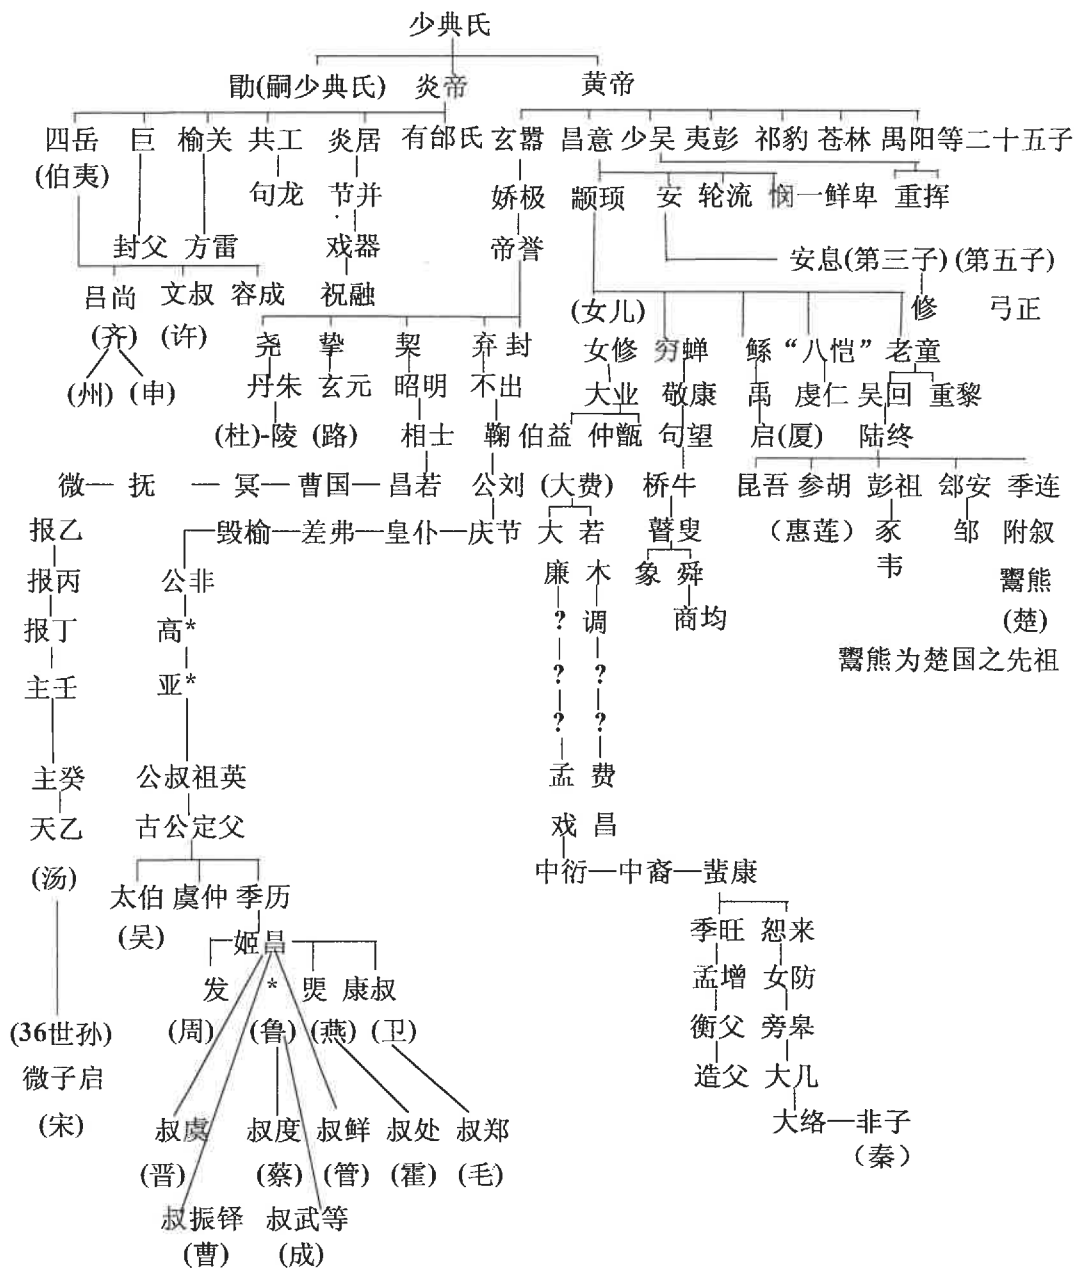 少典氏
勖(嗣少典氏) 炎帝 黄帝
四岳 巨 榆关 共工 炎居 有邰氏 玄嚣 昌意 少昊 夷彭 祁豹 苍林 禺阳等二十五子
(伯夷)
句龙 节并 娇极 颛顼 安 轮流 悯一鲜卑 重挥
封父 方雷 戏器 帝喾
安息(第三子) (第五子)
吕尚 文叔 容成 祝融
(女儿) 修 弓正
(齐) (许)
尧 挚 契 弃 封 女修 穷蝉 鲧 “八恺” 老童
(州) (申) 丹朱 玄元 昭明 不出 大业 敬康 禹 虔仁 吴回 重黎
(杜)-陵 (路) 相士 鞠 伯益 仲甑 句望 启(厦) 陆终
微— 抚 —冥—曹国—昌若 公刘 (大费) 桥牛 昆吾 参胡 彭祖 郐安 季连
报乙 毁榆—差弗—皇仆—庆节 大 若 瞽叟 (惠莲) 豕 邹 附叙
报丙 公非 廉 木 象 舜 韦 鬻熊
报丁 高* ? 调 商均 (楚)
鬻熊为楚国之先祖
主壬 亚* ? ?
? ?
主癸 公叔祖英 孟 费
天乙 古公定父 戏 昌
(汤) 中衍—中裔—蜚康
太伯 虞仲 季历
(吴) 姬昌 季旺 恕来
发 * 奭 康叔 孟增 女防
(36世孙) (周) (鲁) (燕) (卫) 衡父 旁皋
微子启 造父 大几
(宋) 叔虞 叔度 叔鲜 叔处 叔郑 大络—非子
(晋) (蔡) (管) (霍) (毛) (秦)
叔振铎 叔武等
(曹) (成)